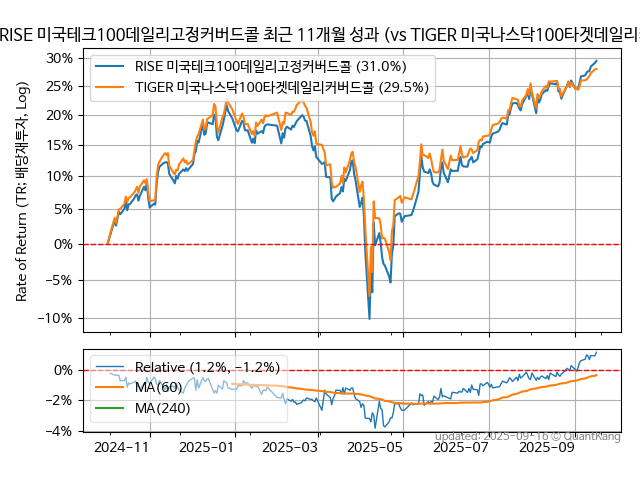 RISE 미국테크100데일리고정커버드콜 최근 11개월 성과 (vs TIGER 미국나스닥100타겟데일리
Rate of Return (TR: 배당재투자, Log)
30%
25%
20%
15%
10%
5%
0%
−5%
−10%
RISE 미국테크100데일리고정커버드콜 (31.0%)
TIGER 미국나스닥100타겟데일리커버드콜 (29.5%)
0%
−2%
−4%
Relative (1.2%, −1.2%)
MA(60)
MA(240)
2024-11
2025-01
2025-03
2025-05
2025-07
2025-09
updated: 2025-09-16 © QuantKang